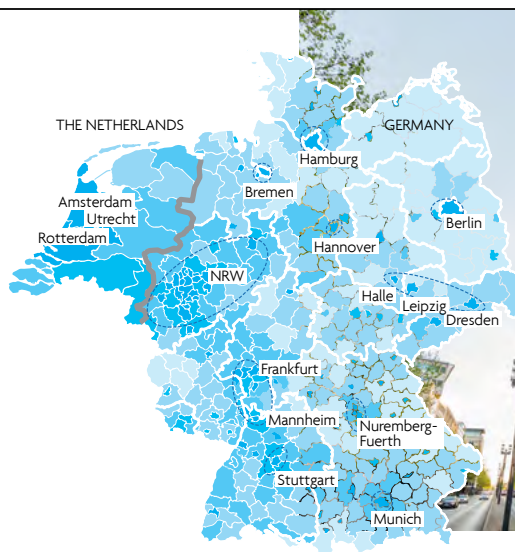 THE NETHERLANDS
GERMANY
Hamburg
Bremen
Amsterdam
Utrecht
Rotterdam
Berlin
Hannover
NRW
Halle
Leipzig
Dresden
Frankfurt
Mannheim
Nuremberg-
Fuerth
Stuttgart
Munich